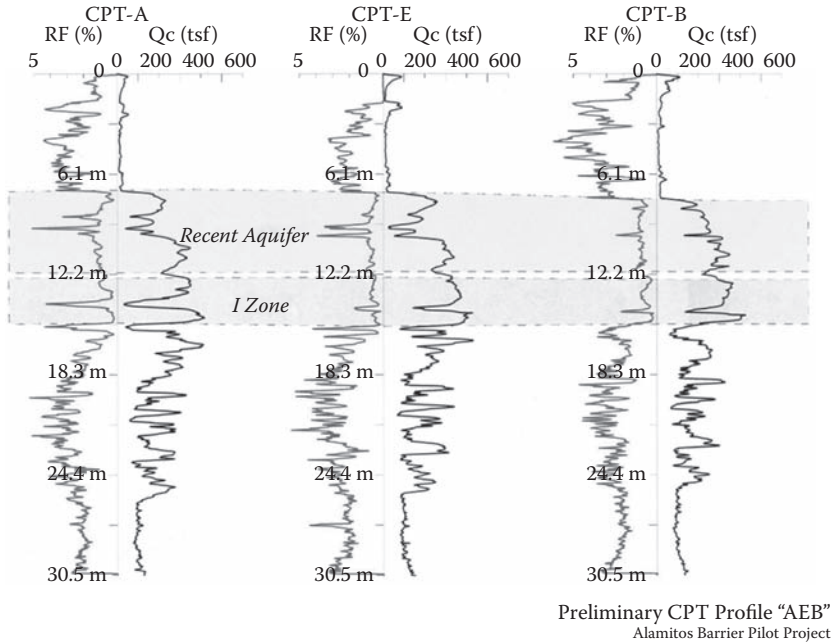 CPT-A CPT-E CPT-B
RF (%) Qc (tsf) RF (%) Qc (tsf) RF (%) Qc (tsf)
5 0 0 200 400 600 5 0 0 200 400 600 5 0 0 200 400 600
6.1 m 6.1 m 6.1 m
Recent Aquifer
12.2 m 12.2 m 12.2 m
I Zone
18.3 m 18.3 m 18.3 m
24.4 m 24.4 m 24.4 m
30.5 m 30.5 m 30.5 m
Preliminary CPT Profile “AEB”
Alamitos Barrier Pilot Project